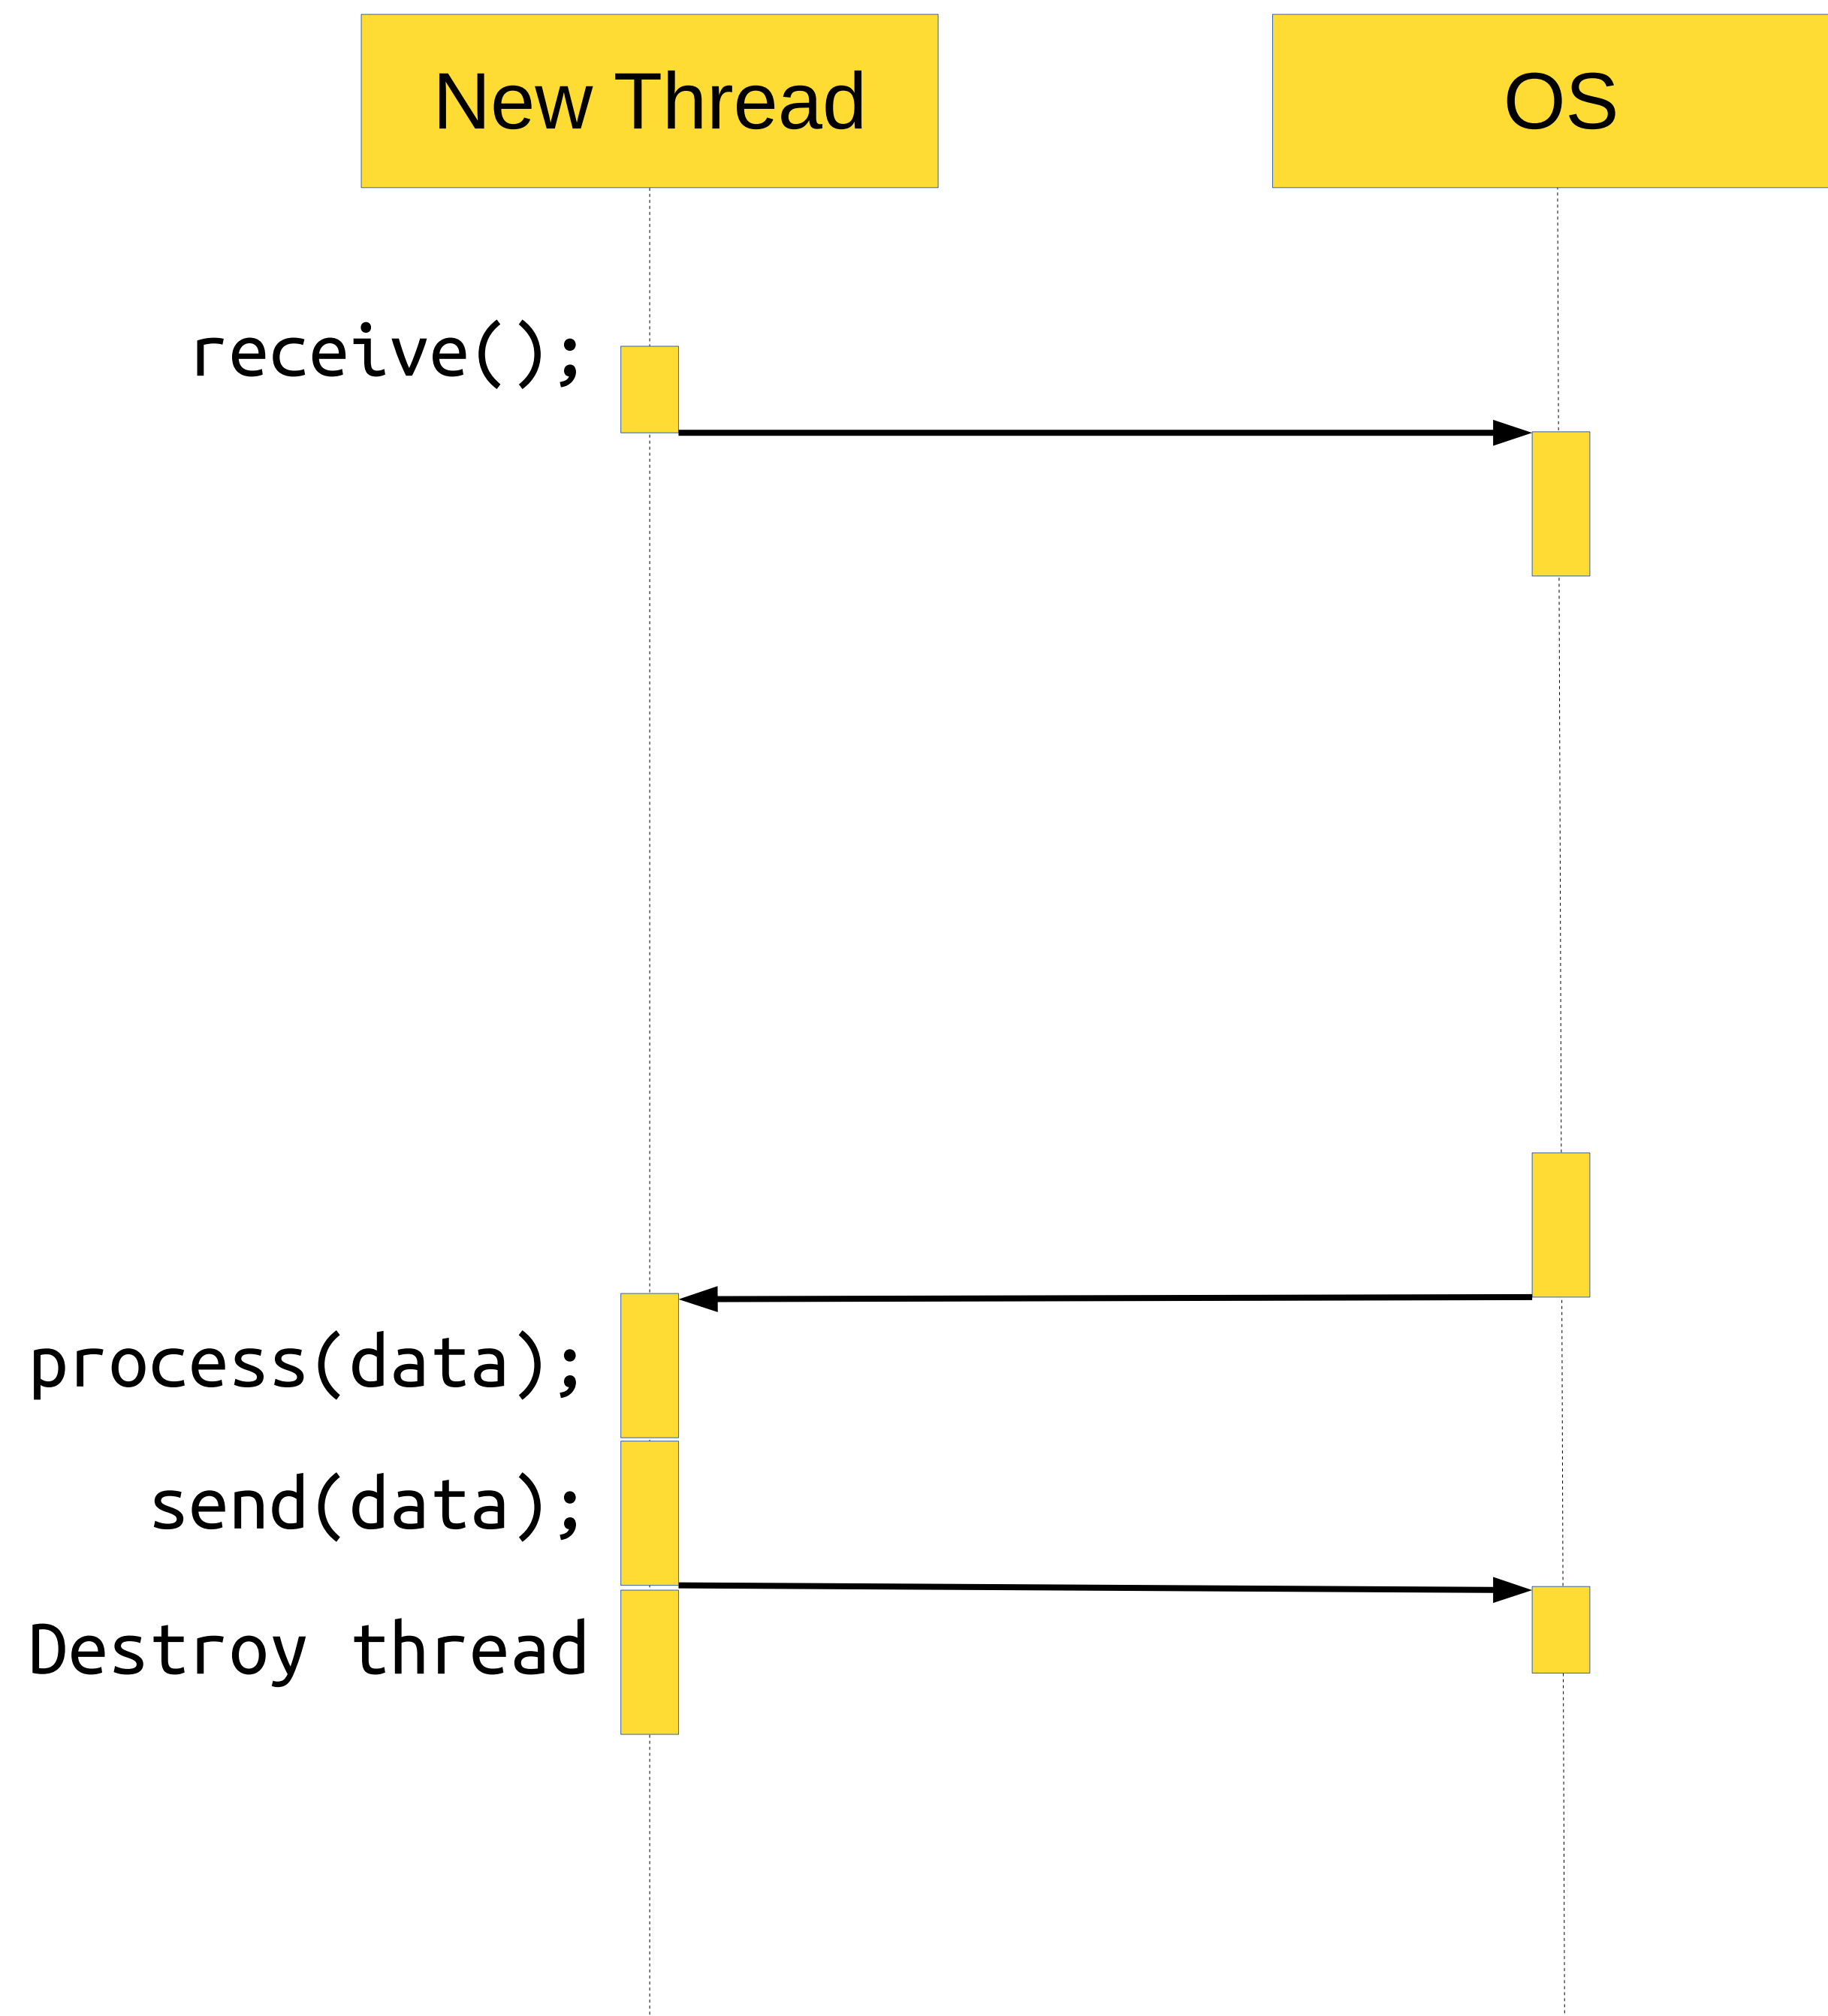 New Thread
OS
receive();
process(data);
send(data);
Destroy thread